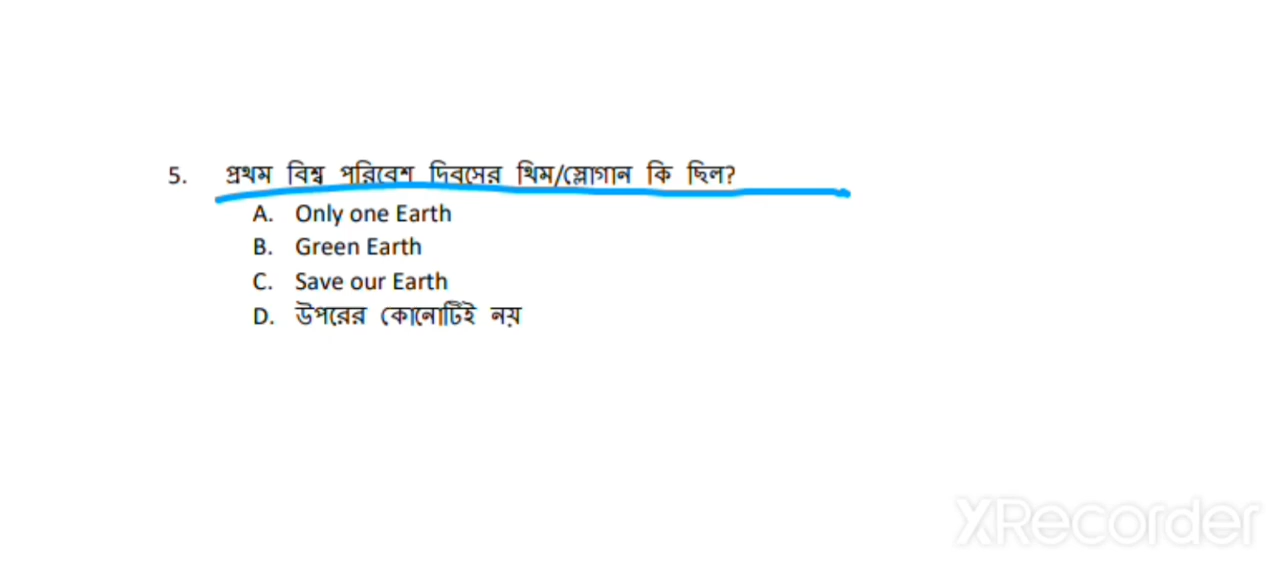 5. প্রথম বিশ্ব পরিবেশ দিবসের থিম/স্লোগান কি ছিল?
A. Only one Earth
B. Green Earth
C. Save our Earth
D. উপরের কোনোটিই নয়
XRecorder